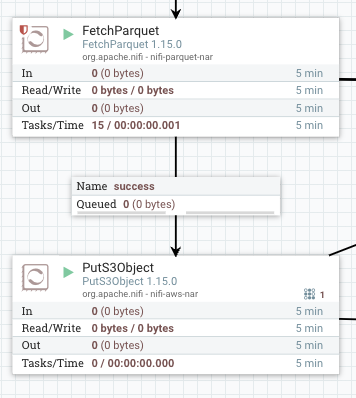 FetchParquet
FetchParquet 1.15.0
org.apache.nifi - nifi-parquet-nar
In 0 (0 bytes) 5 min
Read/Write 0 bytes / 0 bytes 5 min
Out 0 (0 bytes) 5 min
Tasks/Time 15 / 00:00:00.001 5 min
Name success
Queued 0 (0 bytes)
PutS3Object
PutS3Object 1.15.0
org.apache.nifi - nifi-aws-nar
1
In 0 (0 bytes) 5 min
Read/Write 0 bytes / 0 bytes 5 min
Out 0 (0 bytes) 5 min
Tasks/Time 0 / 00:00:00.000 5 min